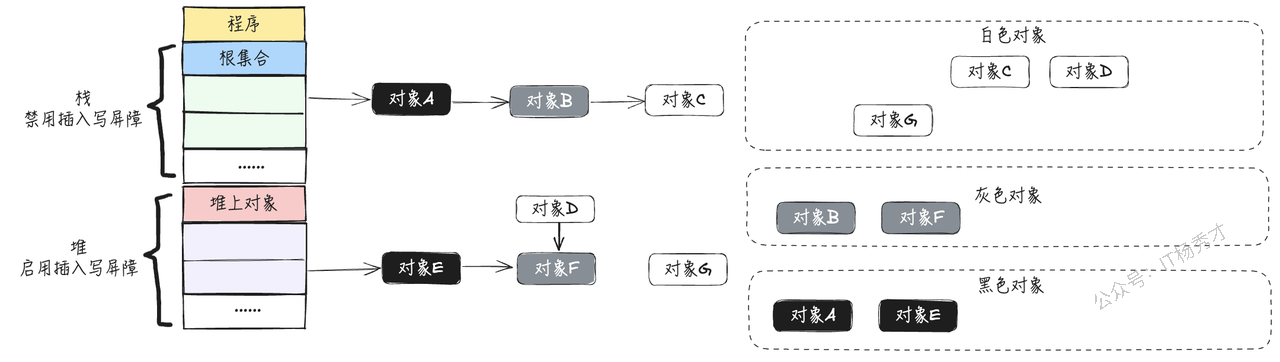 程序
根集合
栈
禁用插入写屏障
……
对象A
对象B
对象C
堆上对象
堆
启用插入写屏障
……
对象D
对象E
对象F
对象G
白色对象
对象C
对象D
对象G
灰色对象
对象B
对象F
黑色对象
对象A
对象E
公众号：IT杨秀才